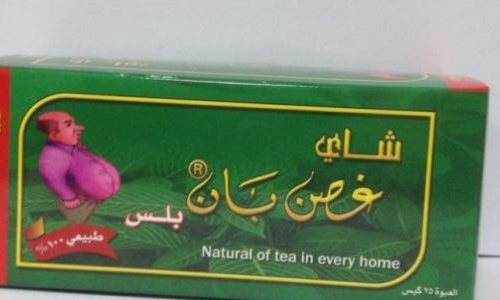 شاي
غصن بان ®
بلس
طبيعي ١٠٠%
Natural of tea in every home
العبوة ٢٥ كيس